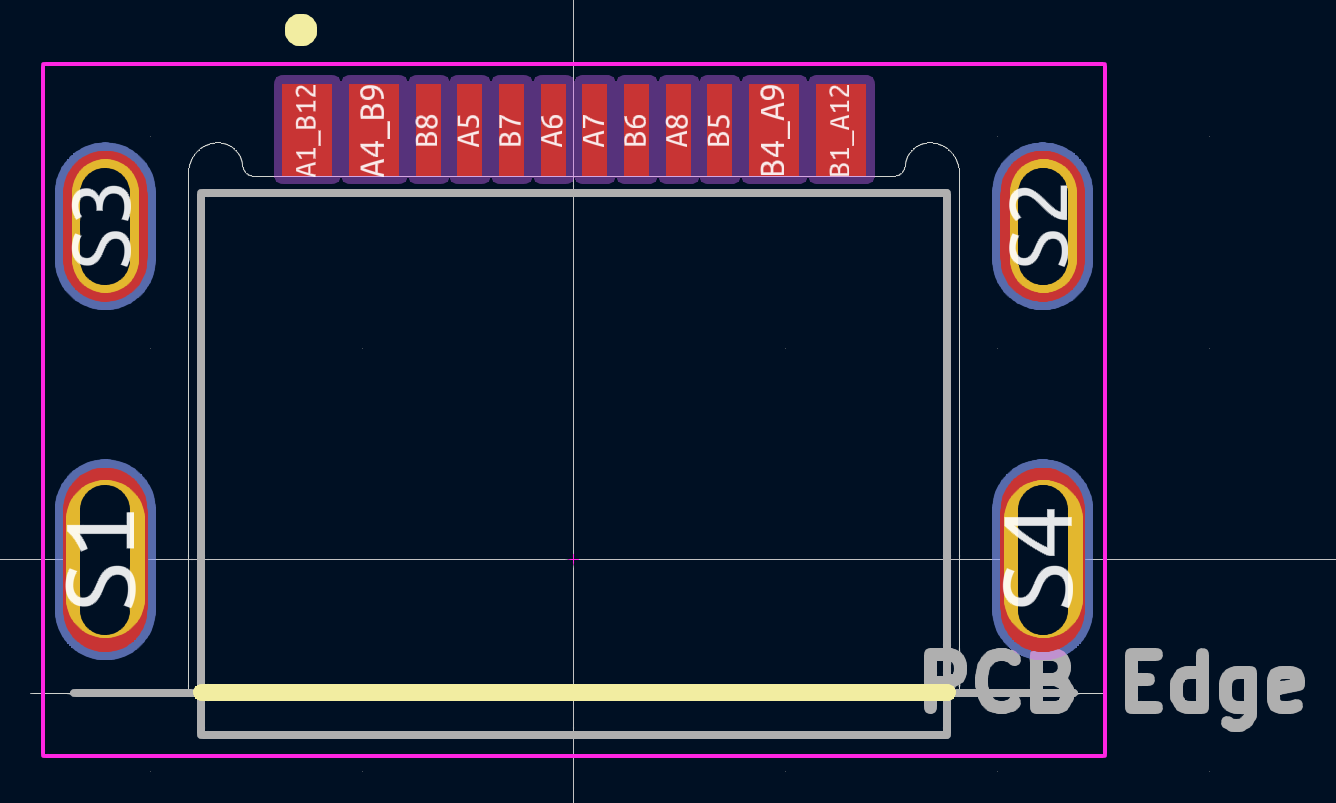 A1_B12
A4_B9
B8
A5
B7
A6
A7
B6
A8
B5
B4_A9
B1_A12
S3
S2
S1
S4
PCB Edge